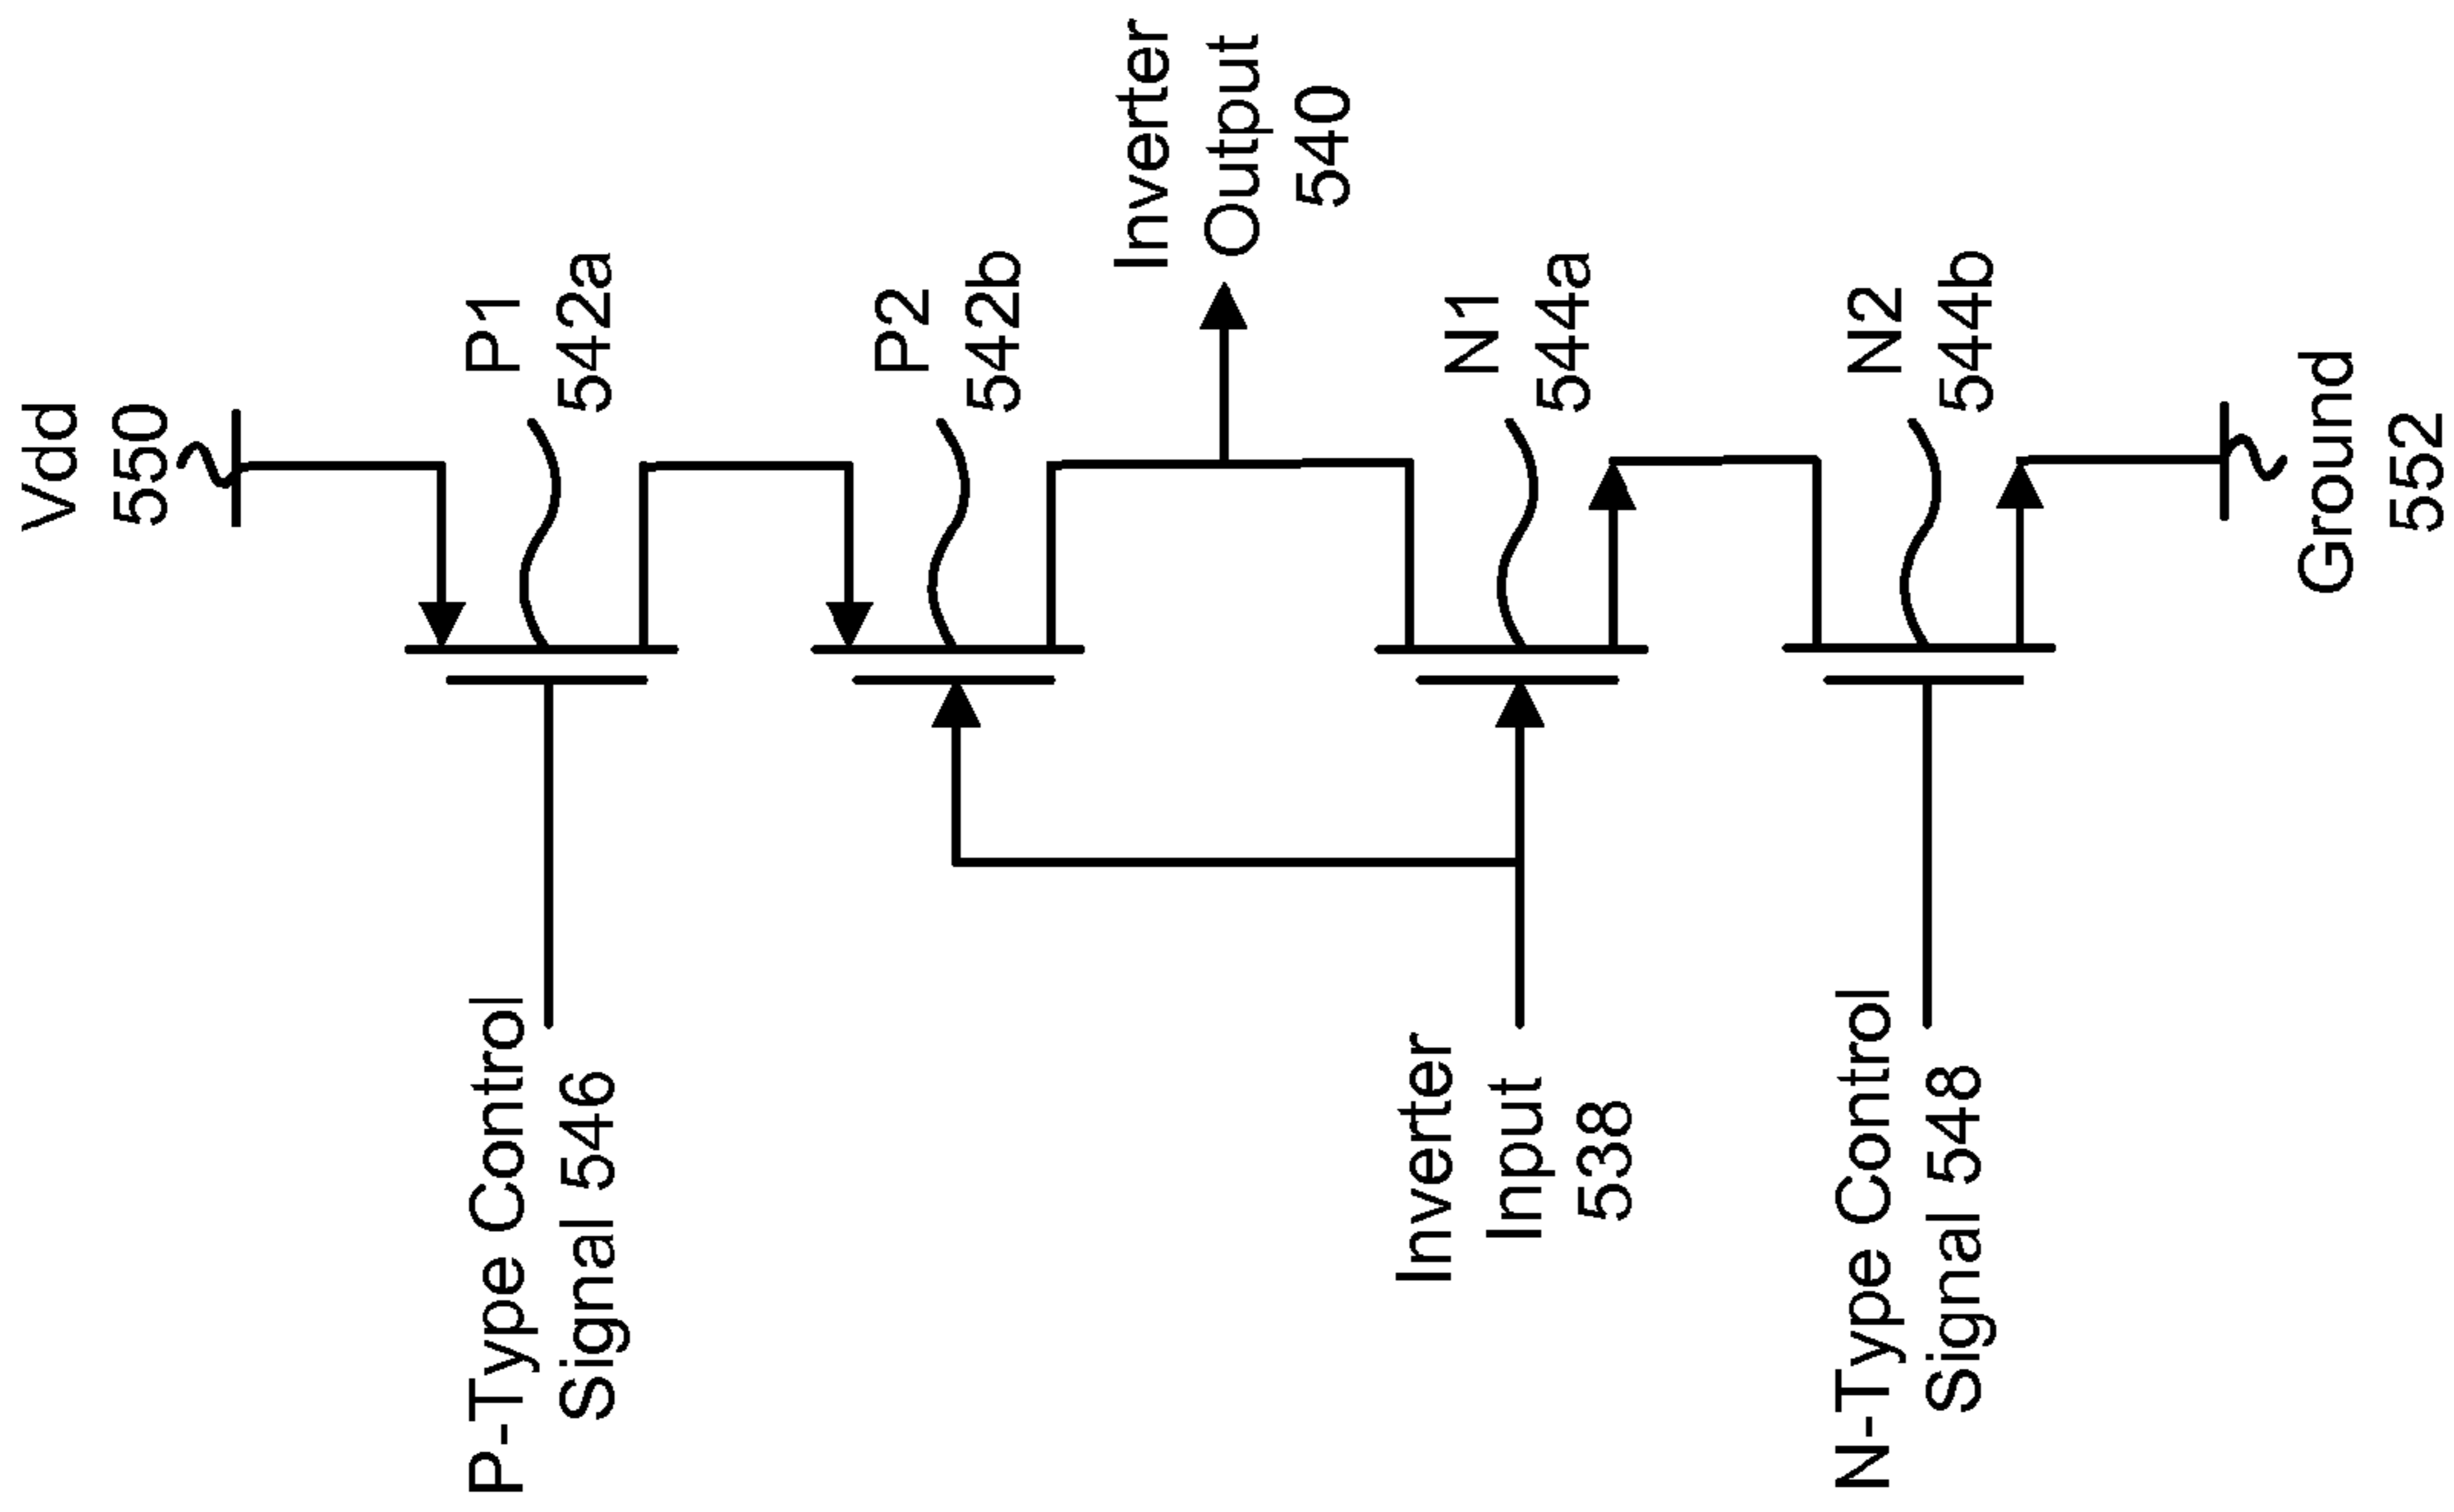 Vdd
550
P1
542a
P2
542b
Inverter
Output
540
N1
544a
N2
544b
Ground
552
P-Type Control
Signal 546
Inverter
Input
538
N-Type Control
Signal 548